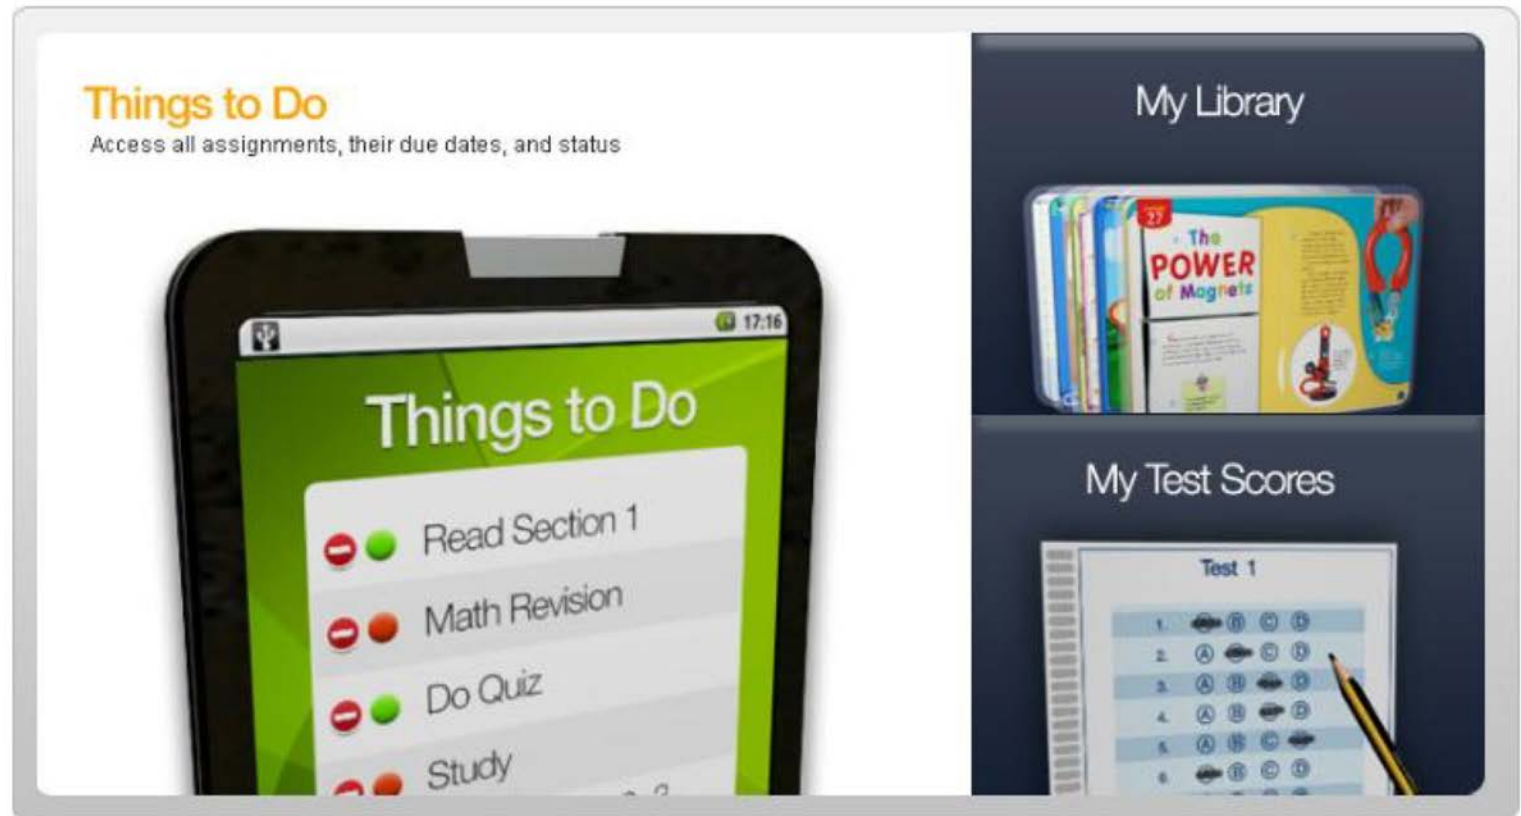 Things to Do
Access all assignments, their due dates, and status
17:16
Things to Do
Read Section 1
Math Revision
Do Quiz
Study
My Library
27
The
POWER
of Magnets
My Test Scores
Test 1
1. B C D
2. A C D
3. A B D
4. A B D
5. A B C
6. B C D